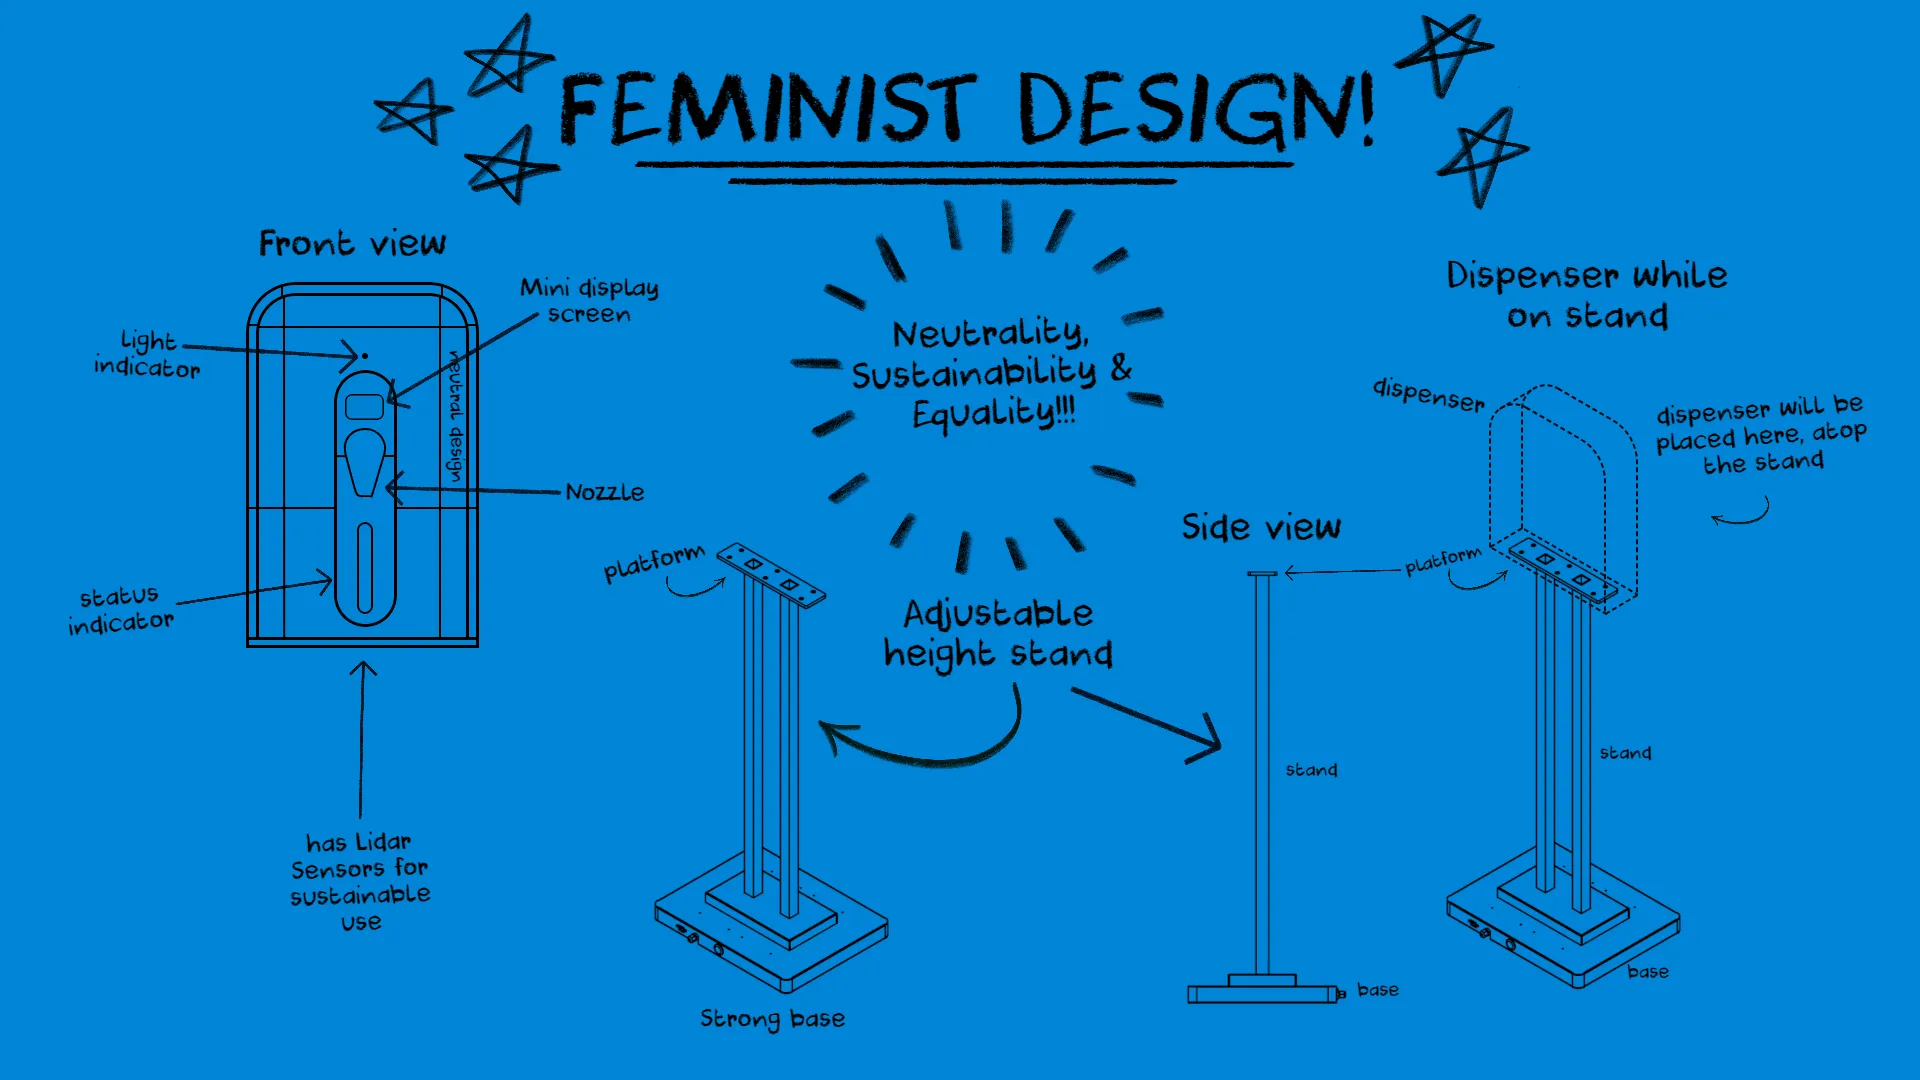 FEMINIST DESIGN!
Front view
Mini display
screen
Light
indicator
neutral design
Nozzle
status
indicator
has Lidar
Sensors for
sustainable
use
Neutrality,
Sustainability &
Equality!!!
platform
Adjustable
height stand
Strong base
Side view
platform
stand
base
Dispenser while
on stand
dispenser
dispenser will be
placed here, atop
the stand
stand
base